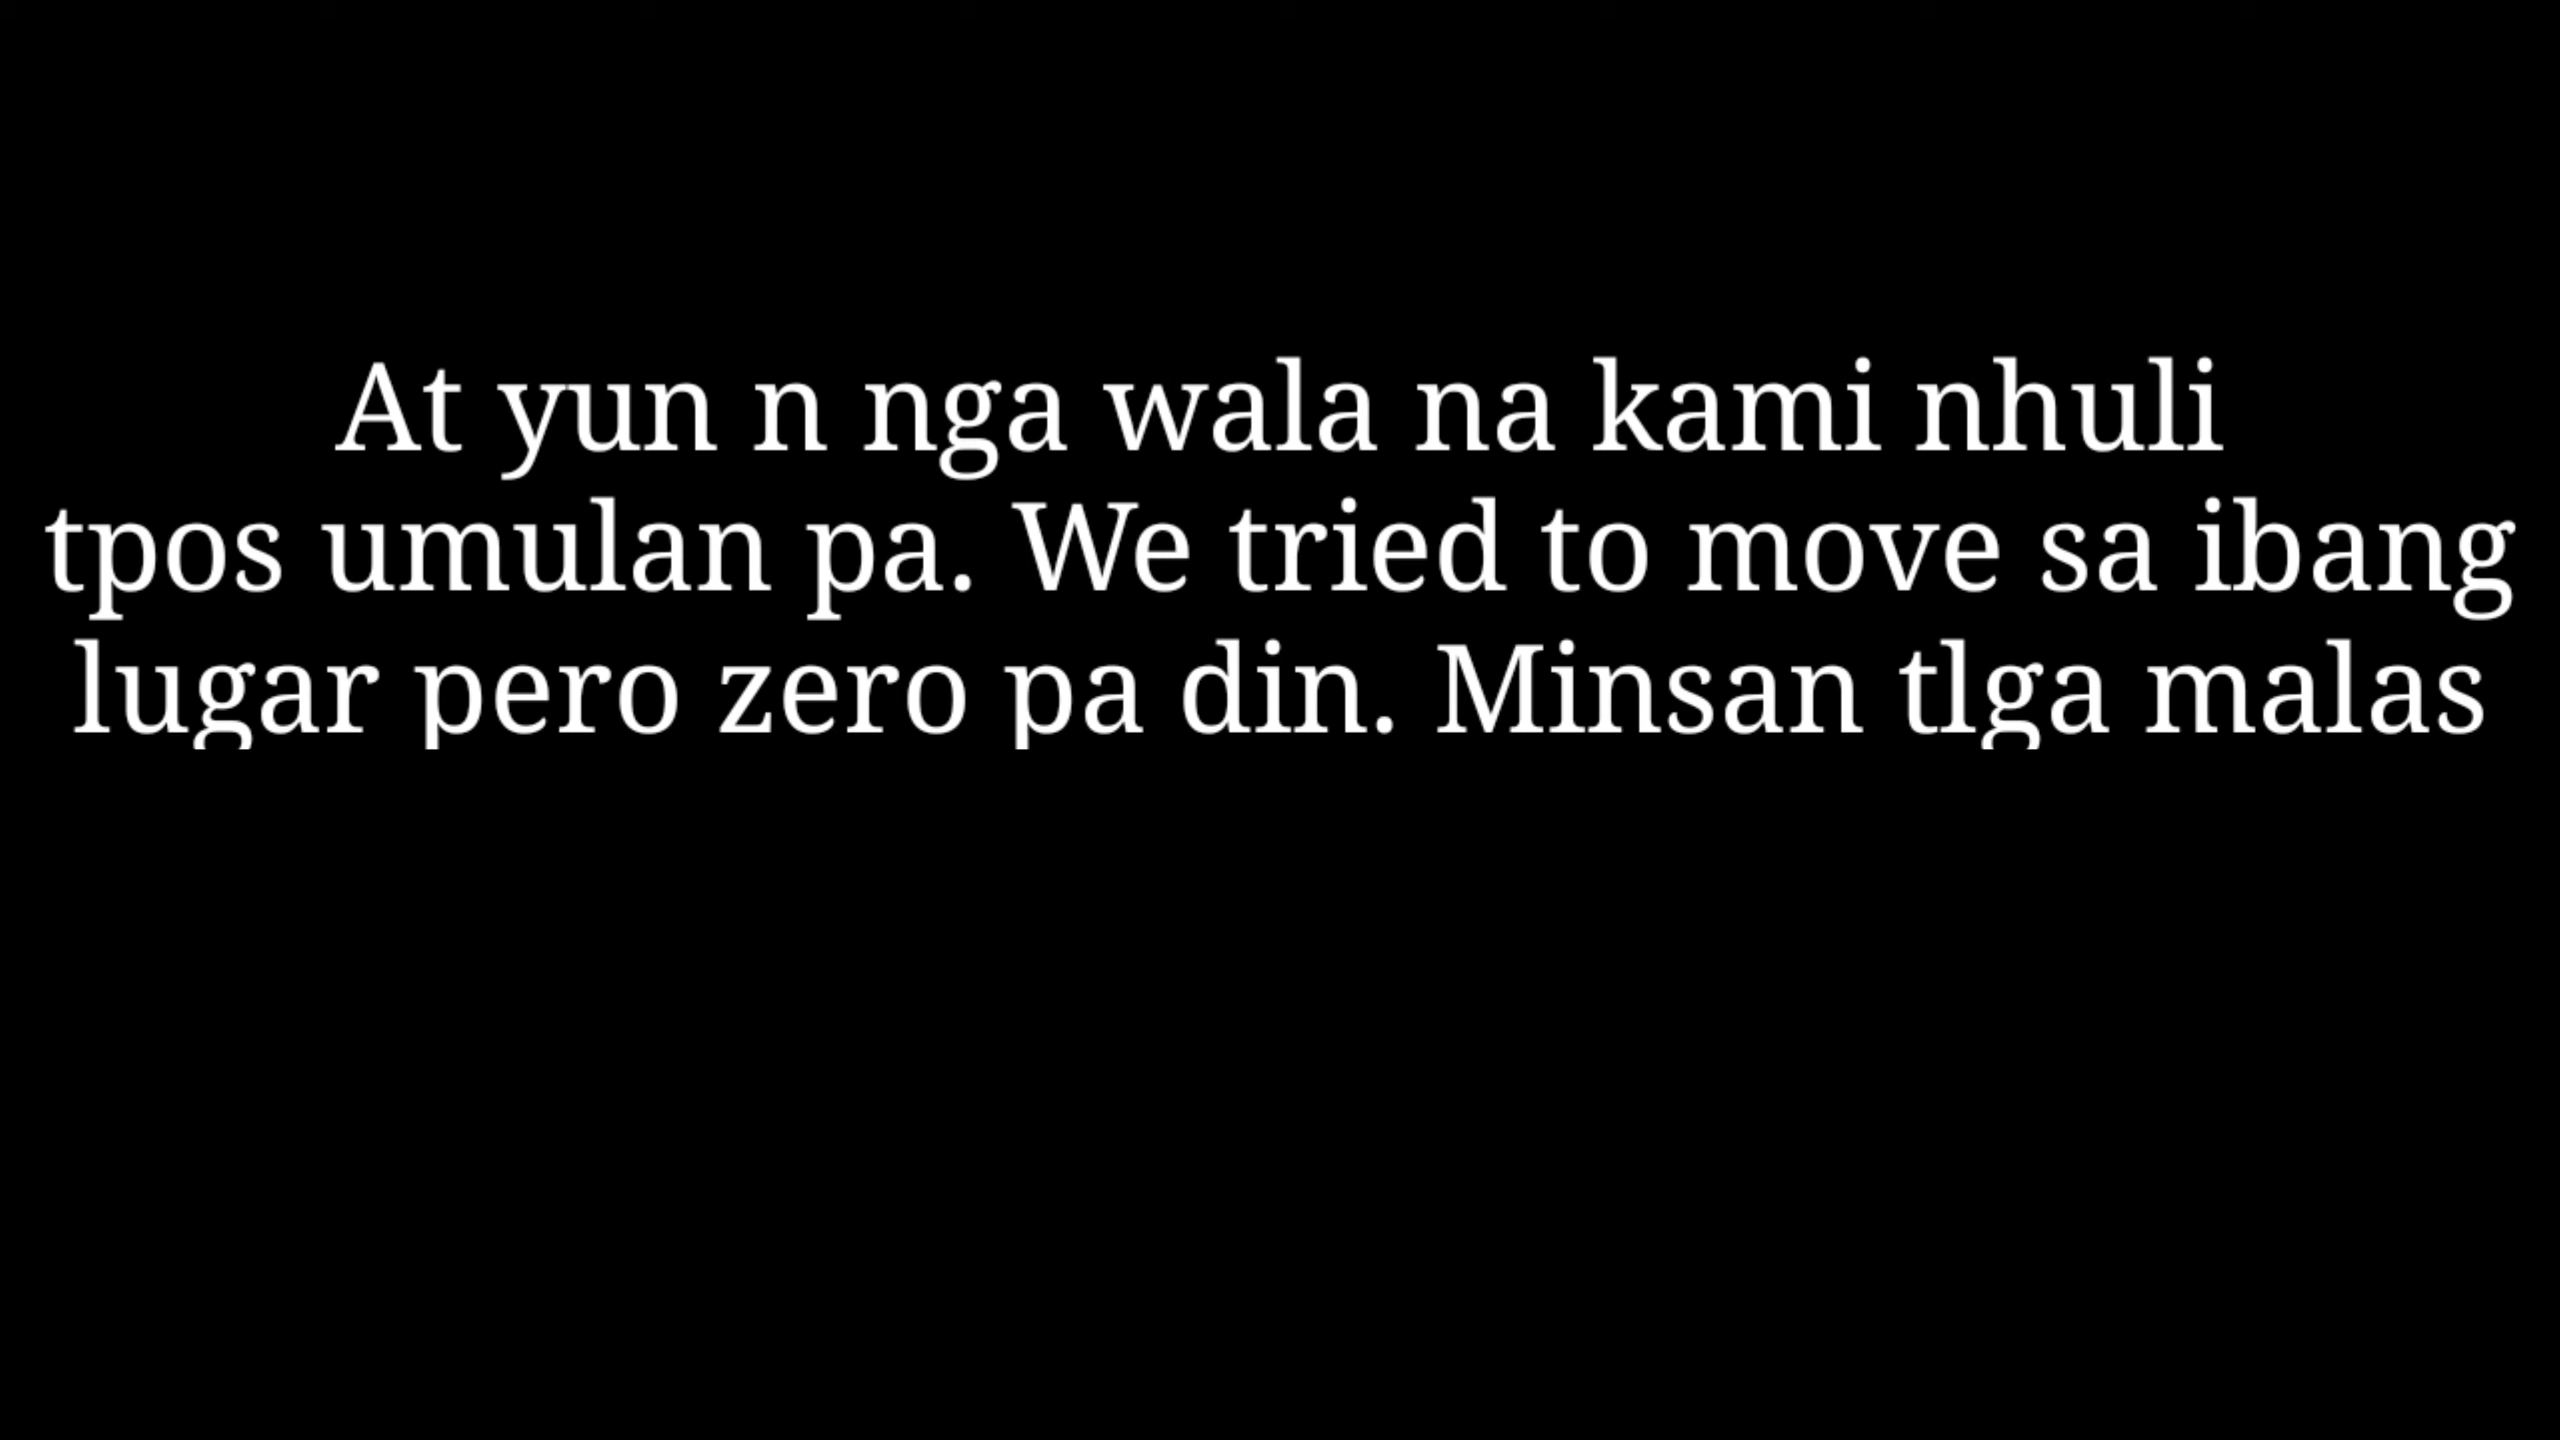 At yun n nga wala na kami nhuli
tpos umulan pa. We tried to move sa ibang
lugar pero zero pa din. Minsan tlga malas